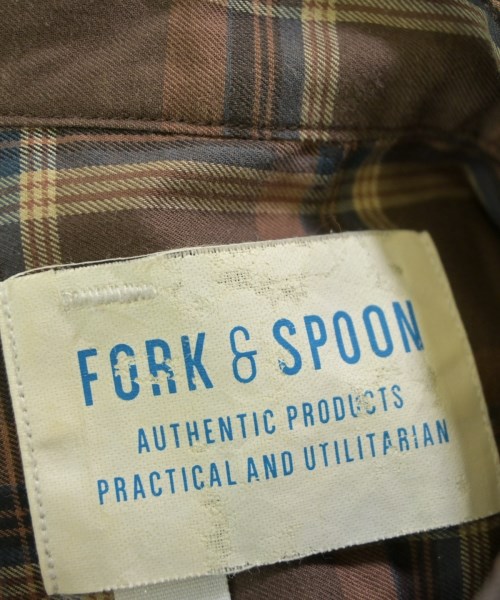 FORK & SPOON
AUTHENTIC PRODUCTS
PRACTICAL AND UTILITARIAN